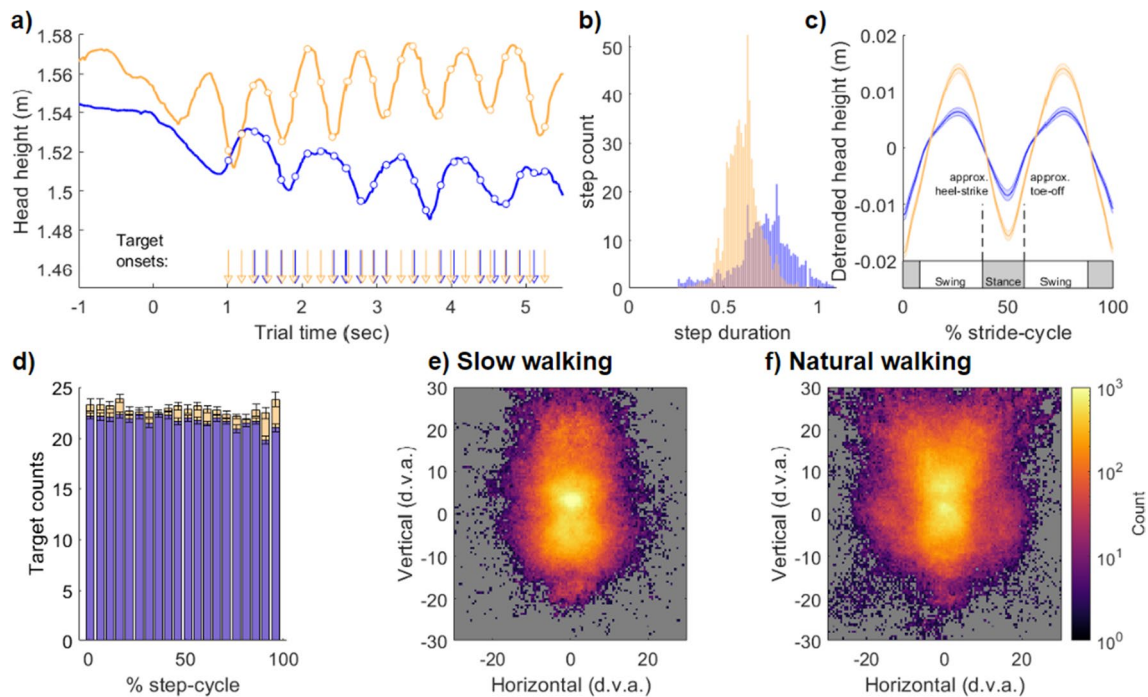 a)
1.58
1.56
1.54
1.52
1.5
1.48
1.46
Head height (m)
Target
onsets:
-1 0 1 2 3 4 5
Trial time (sec)
b)
50
40
30
20
10
0
step count
0 0.5 1
step duration
c)
0.02
0.01
0
-0.01
-0.02
Detrended head height (m)
approx.
heel-strike
approx.
toe-off
Swing Stance Swing
0 50 100
% stride-cycle
d)
25
20
15
10
5
0
Target counts
0 50 100
% step-cycle
e) Slow walking
30
20
10
0
-10
-20
-30
Vertical (d.v.a.)
-20 0 20
Horizontal (d.v.a.)
f) Natural walking
30
20
10
0
-10
-20
-30
Vertical (d.v.a.)
-20 0 20
Horizontal (d.v.a.)
10³
10²
10¹
10⁰
Count